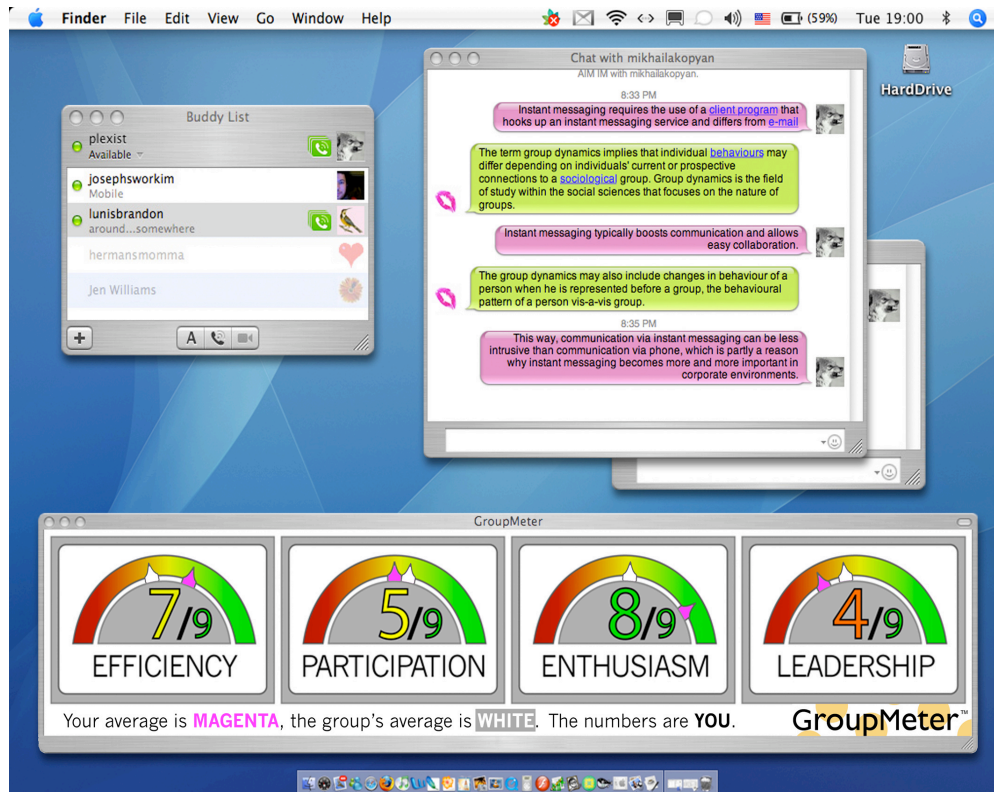 Finder File Edit View Go Window Help
(59%) Tue 19:00
HardDrive
Buddy List
plexist
Available
josephsworkim
Mobile
lunisbrandon
around...somewhere
hermansmomma
Jen Williams
A
Chat with mikhailakopyan
AIM IM with mikhailakopyan.
8:33 PM
Instant messaging requires the use of a client program that
hooks up an instant messaging service and differs from e-mail
The term group dynamics implies that individual behaviours may
differ depending on individuals' current or prospective
connections to a sociological group. Group dynamics is the field
of study within the social sciences that focuses on the nature of
groups.
Instant messaging typically boosts communication and allows
easy collaboration.
The group dynamics may also include changes in behaviour of a
person when he is represented before a group, the behavioural
pattern of a person vis-a-vis group.
8:35 PM
This way, communication via instant messaging can be less
intrusive than communication via phone, which is partly a reason
why instant messaging becomes more and more important in
corporate environments.
GroupMeter
7/9
EFFICIENCY
5/9
PARTICIPATION
8/9
ENTHUSIASM
4/9
LEADERSHIP
Your average is MAGENTA, the group's average is WHITE. The numbers are YOU.
GroupMeter™